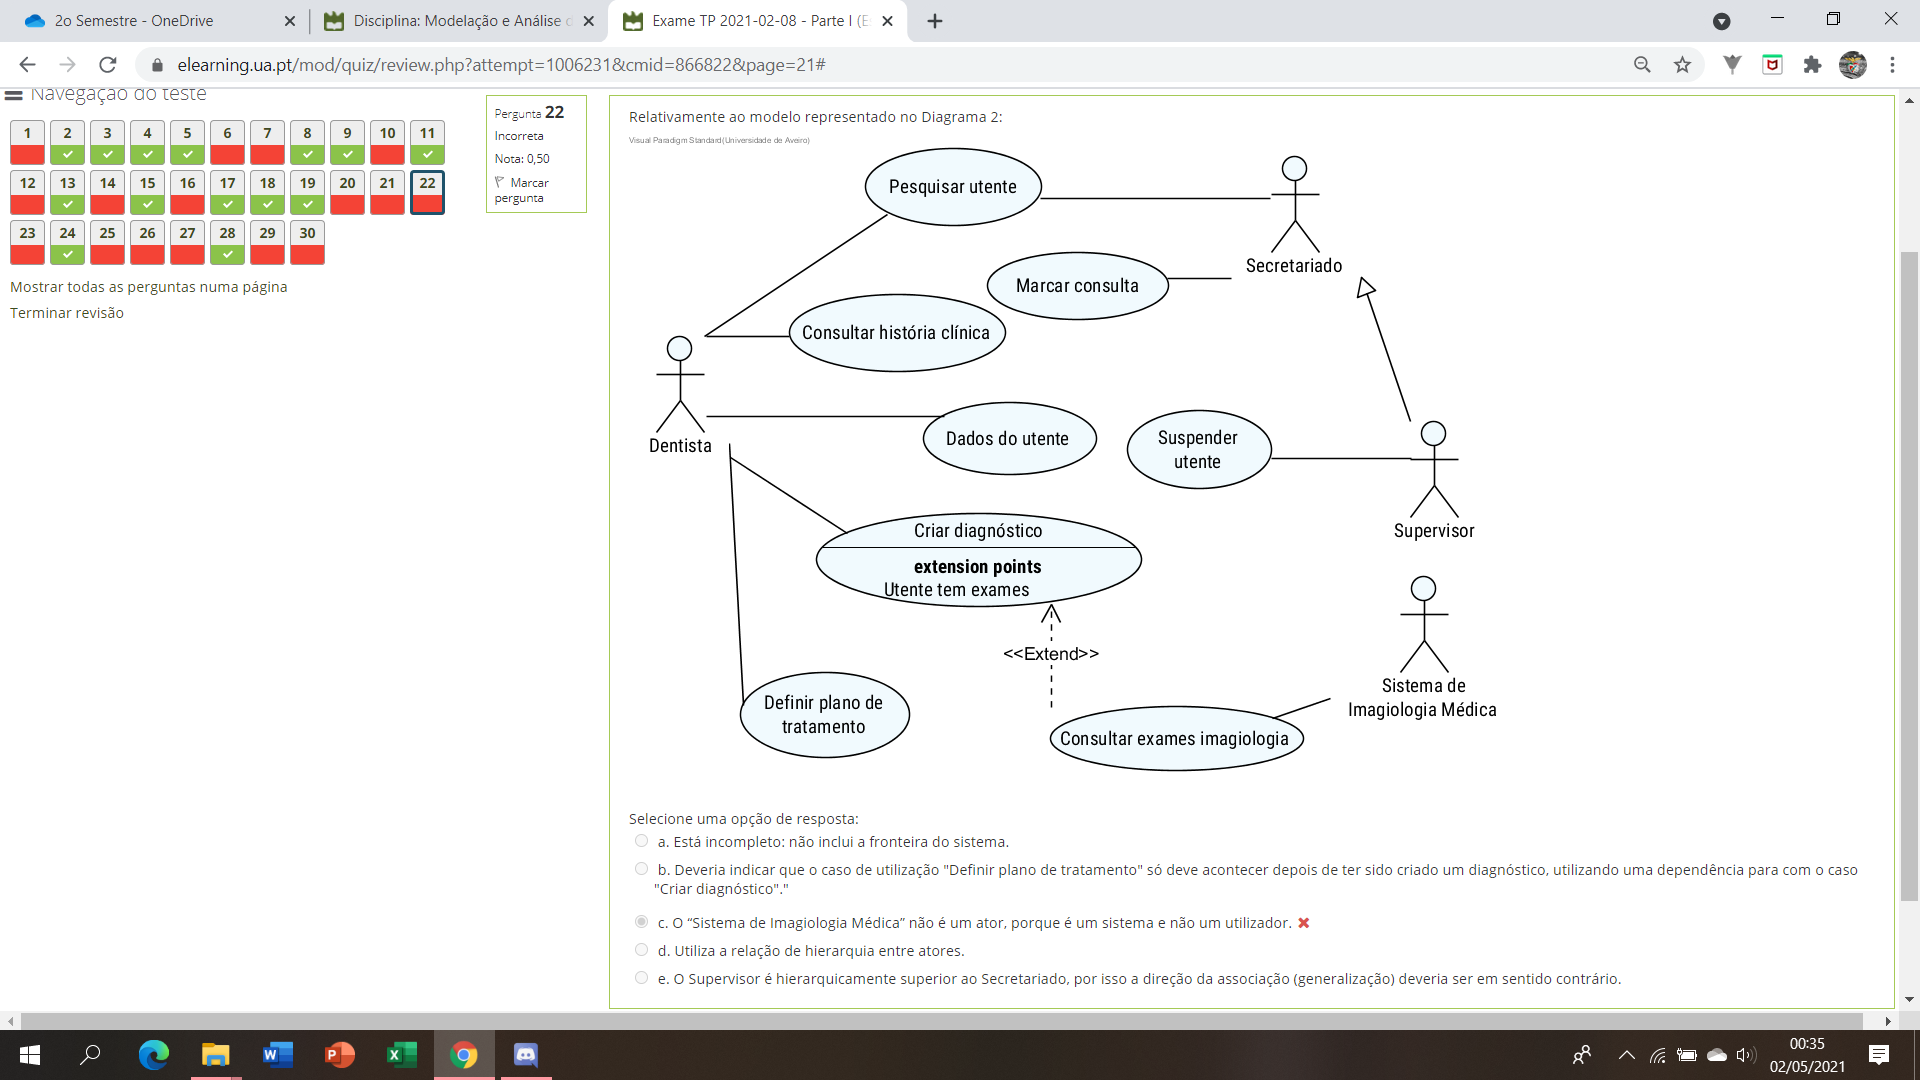 2o Semestre - OneDrive
Disciplina: Modelação e Análise d
Exame TP 2021-02-08 - Parte I (E
elearning.ua.pt/mod/quiz/review.php?attempt=1006231&cmid=866822&page=21#
Navegação do teste
1 2 3 4 5 6 7 8 9 10 11
12 13 14 15 16 17 18 19 20 21 22
23 24 25 26 27 28 29 30
Mostrar todas as perguntas numa página
Terminar revisão
Pergunta 22
Incorreta
Nota: 0,50
Marcar
pergunta
Relativamente ao modelo representado no Diagrama 2:
Visual Paradigm Standard(Universidade de Aveiro)
Pesquisar utente
Secretariado
Marcar consulta
Consultar história clínica
Dentista
Dados do utente
Suspender
utente
Supervisor
Criar diagnóstico
extension points
Utente tem exames
<<Extend>>
Sistema de
Imagiologia Médica
Definir plano de
tratamento
Consultar exames imagiologia
Selecione uma opção de resposta:
a. Está incompleto: não inclui a fronteira do sistema.
b. Deveria indicar que o caso de utilização "Definir plano de tratamento" só deve acontecer depois de ter sido criado um diagnóstico, utilizando uma dependência para com o caso
"Criar diagnóstico"."
c. O “Sistema de Imagiologia Médica” não é um ator, porque é um sistema e não um utilizador.
d. Utiliza a relação de hierarquia entre atores.
e. O Supervisor é hierarquicamente superior ao Secretariado, por isso a direção da associação (generalização) deveria ser em sentido contrário.
00:35
02/05/2021